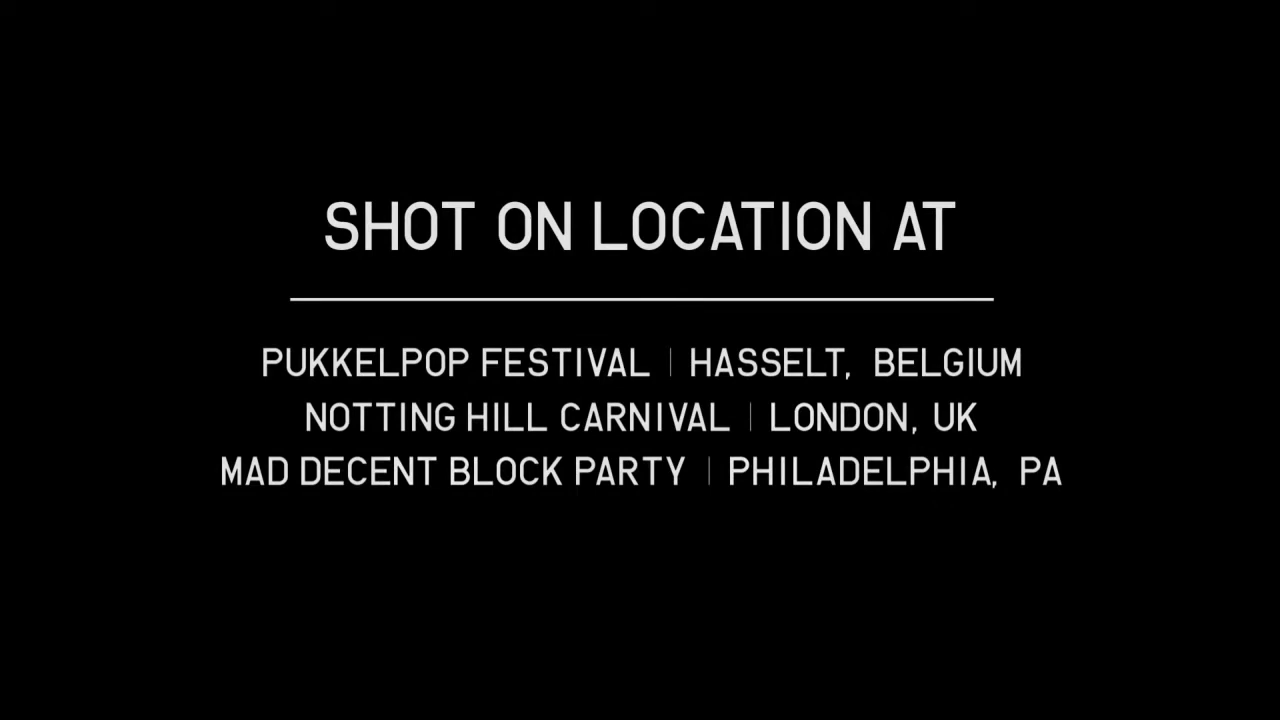 SHOT ON LOCATION AT
PUKKELPOP FESTIVAL | HASSELT, BELGIUM
NOTTING HILL CARNIVAL | LONDON, UK
MAD DECENT BLOCK PARTY | PHILADELPHIA, PA